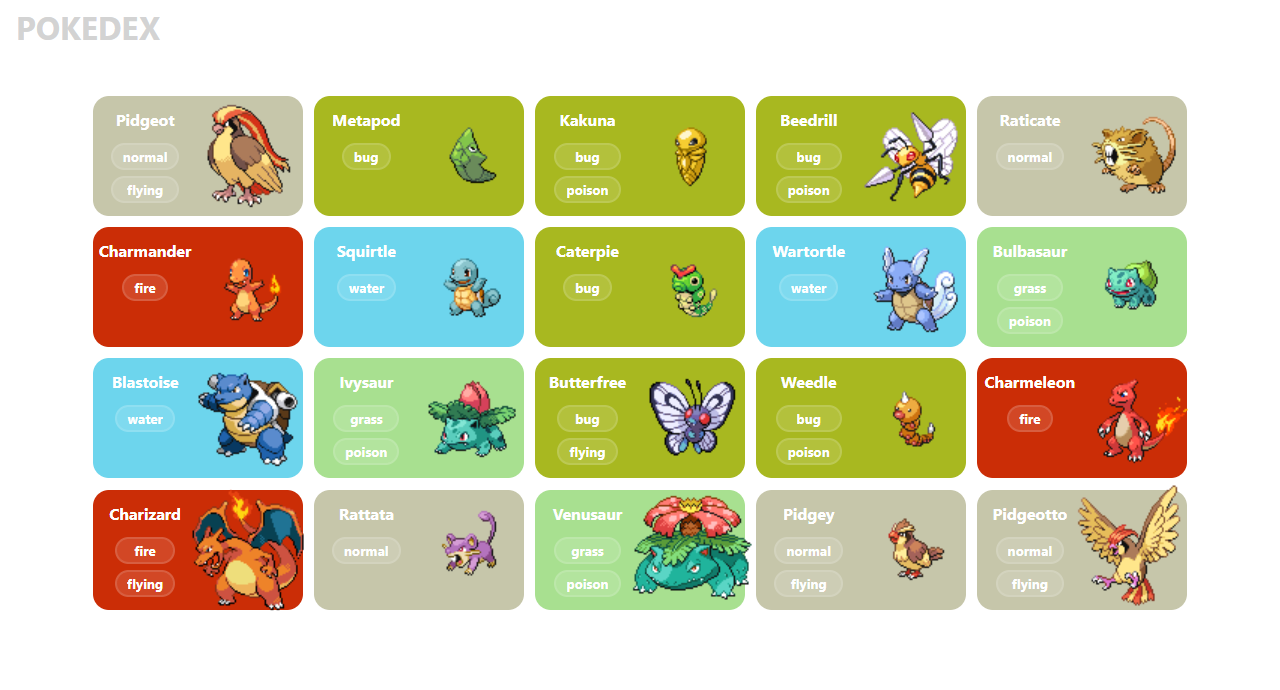 POKEDEX
Pidgeot
normal
flying
Metapod
bug
Kakuna
bug
poison
Beedrill
bug
poison
Raticate
normal
Charmander
fire
Squirtle
water
Caterpie
bug
Wartortle
water
Bulbasaur
grass
poison
Blastoise
water
Ivysaur
grass
poison
Butterfree
bug
flying
Weedle
bug
poison
Charmeleon
fire
Charizard
fire
flying
Rattata
normal
Venusaur
grass
poison
Pidgey
normal
flying
Pidgeotto
normal
flying